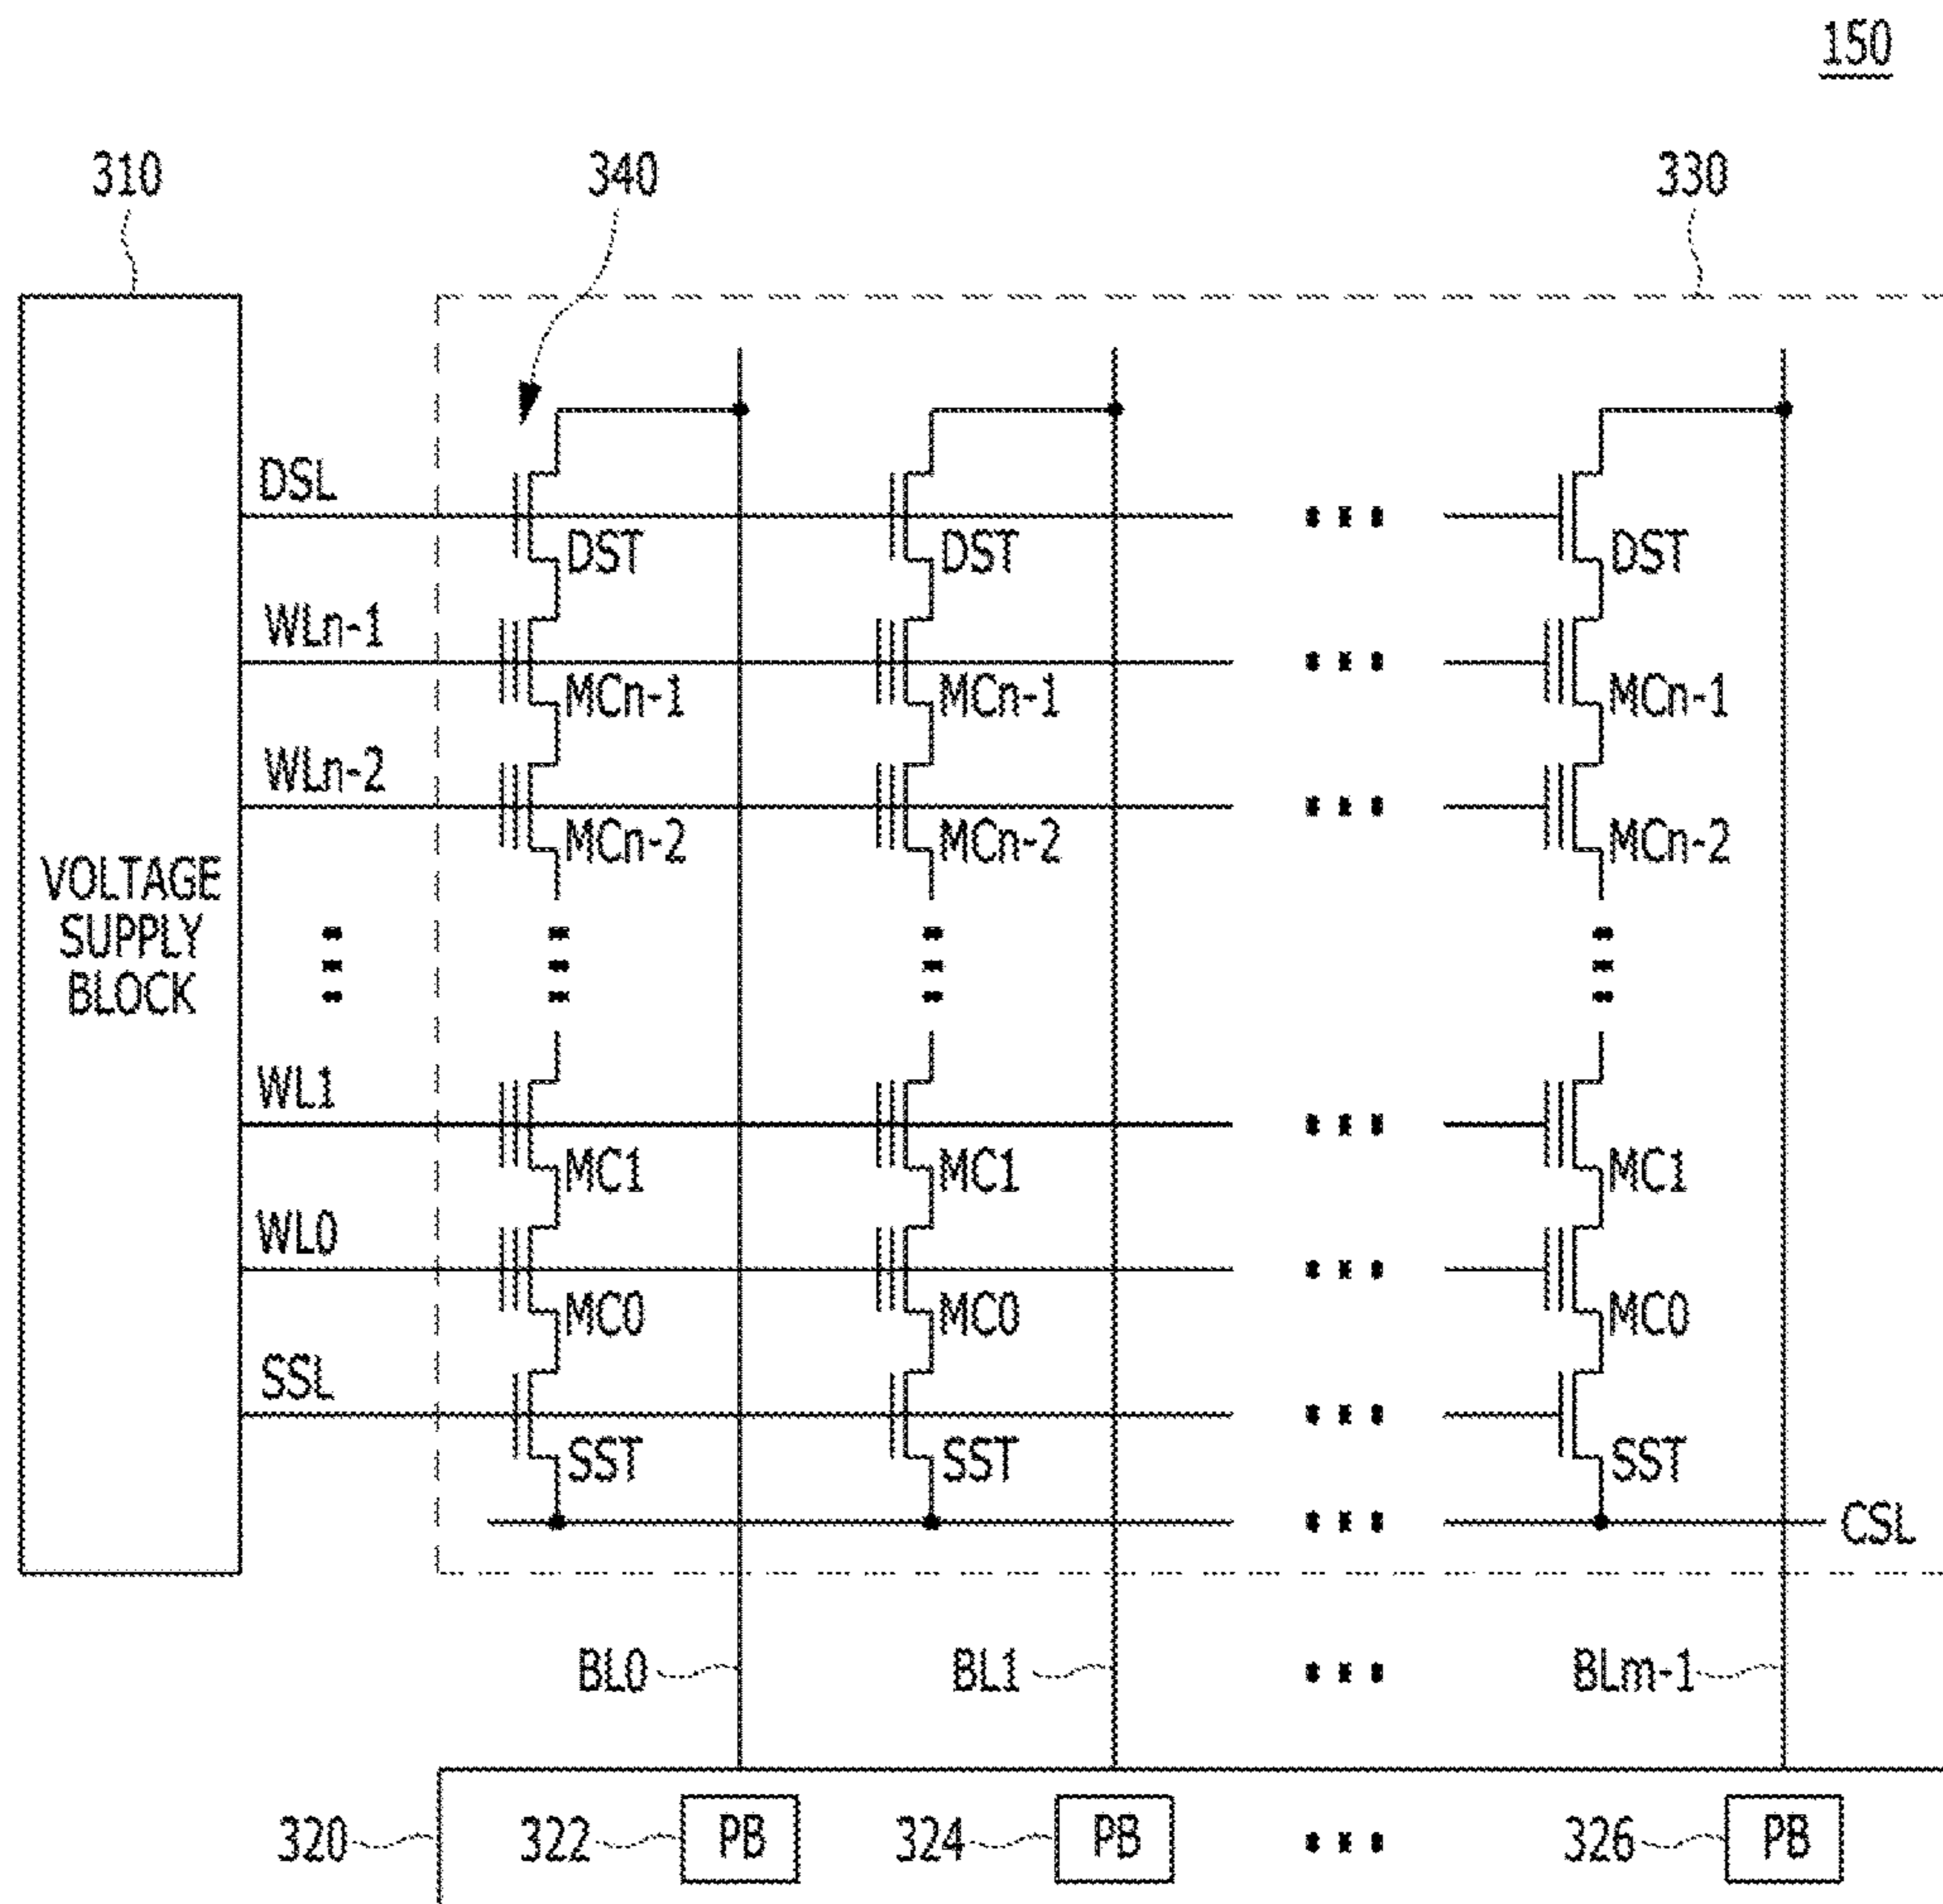 150
310 340 330
DSL
DST DST DST
WLn-1
MCn-1 MCn-1 MCn-1
WLn-2
MCn-2 MCn-2 MCn-2
VOLTAGE
SUPPLY
BLOCK
WL1
MC1 MC1 MC1
WL0
MC0 MC0 MC0
SSL
SST SST SST
CSL
BL0 BL1 BLm-1
320 322 PB 324 PB 326 PB